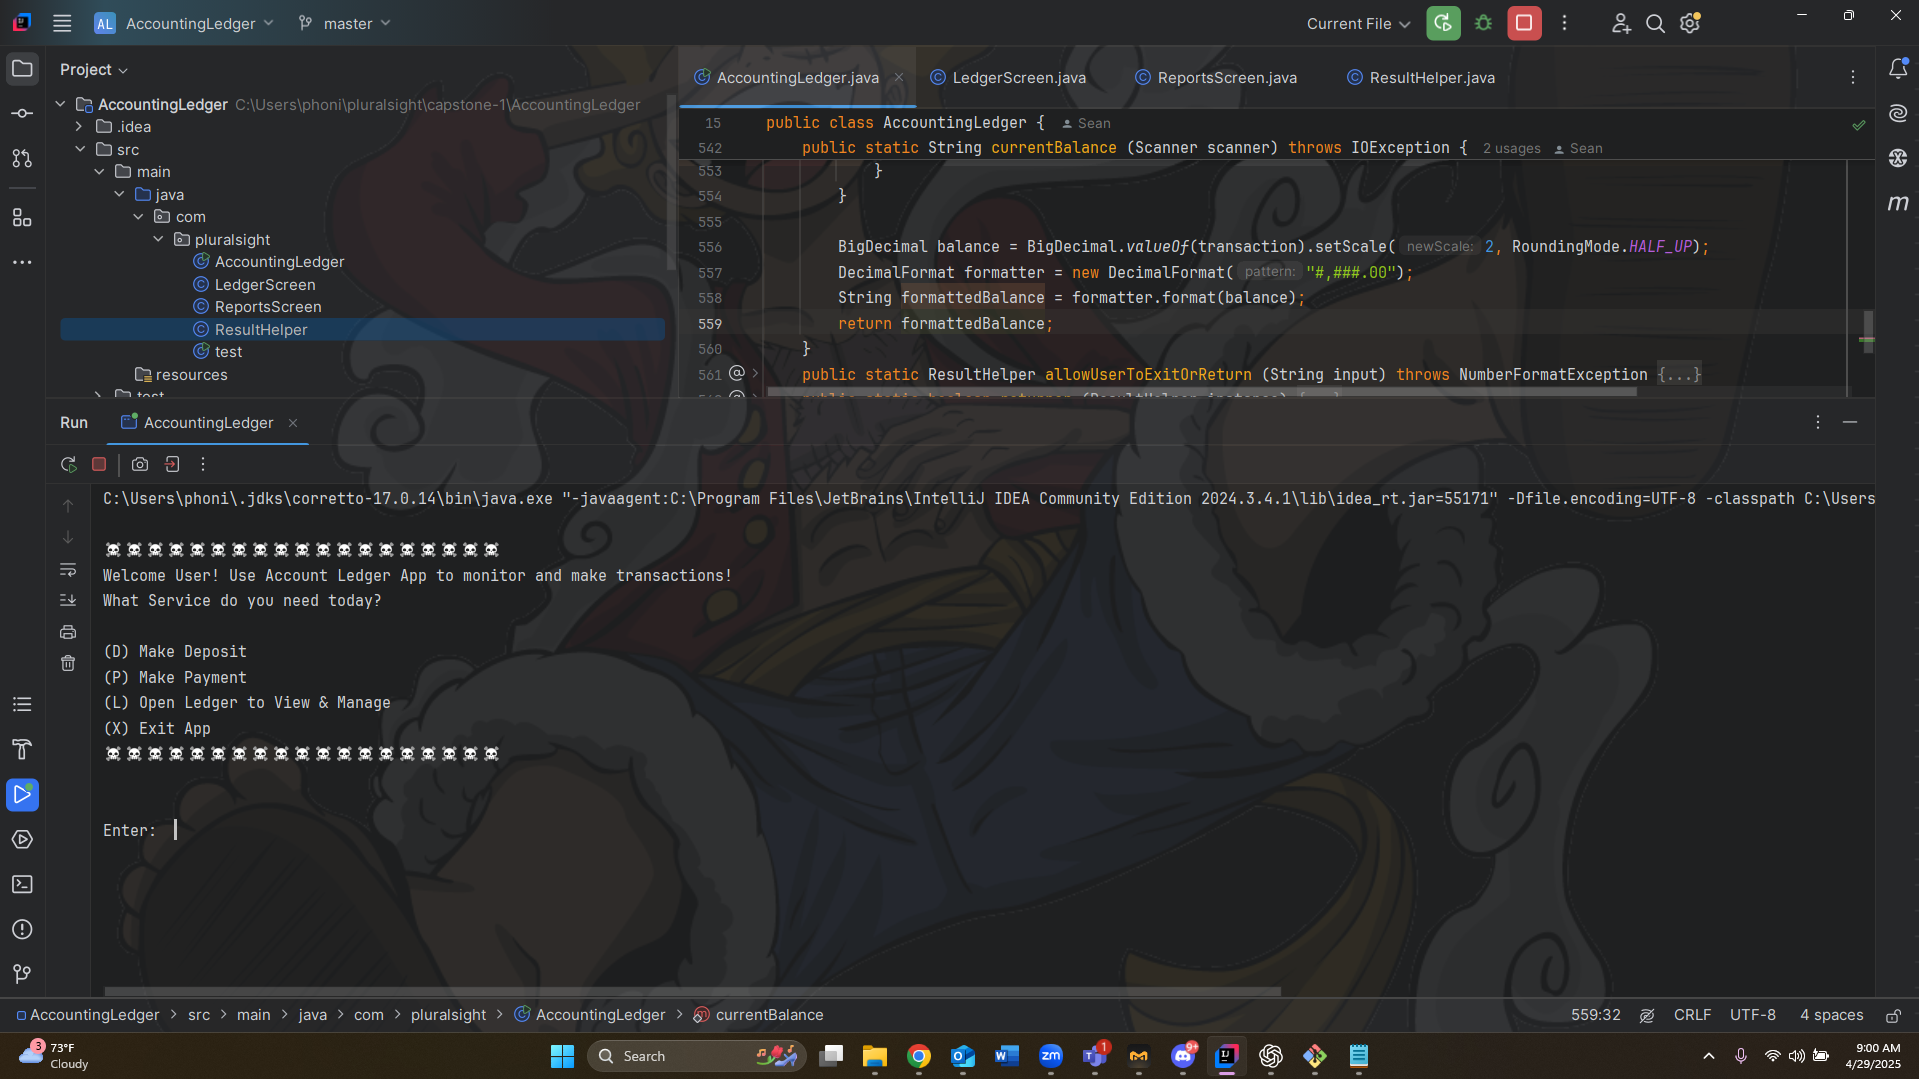 AL AccountingLedger master Current File
Project
AccountingLedger C:\Users\phoni\pluralsight\capstone-1\AccountingLedger
.idea
src
main
java
com
pluralsight
AccountingLedger
LedgerScreen
ReportsScreen
ResultHelper
test
resources
test
AccountingLedger.java LedgerScreen.java ReportsScreen.java ResultHelper.java
15 public class AccountingLedger { Sean
542 public static String currentBalance (Scanner scanner) throws IOException { 2 usages Sean
553 }
554 }
555
556 BigDecimal balance = BigDecimal.valueOf(transaction).setScale( newScale: 2, RoundingMode.HALF_UP);
557 DecimalFormat formatter = new DecimalFormat( pattern: "#,###.00");
558 String formattedBalance = formatter.format(balance);
559 return formattedBalance;
560 }
561 @ public static ResultHelper allowUserToExitOrReturn (String input) throws NumberFormatException {...}
Run AccountingLedger
C:\Users\phoni\.jdks\corretto-17.0.14\bin\java.exe "-javaagent:C:\Program Files\JetBrains\IntelliJ IDEA Community Edition 2024.3.4.1\lib\idea_rt.jar=55171" -Dfile.encoding=UTF-8 -classpath C:\Users
☠☠☠☠☠☠☠☠☠☠☠☠☠☠☠☠☠☠☠
Welcome User! Use Account Ledger App to monitor and make transactions!
What Service do you need today?
(D) Make Deposit
(P) Make Payment
(L) Open Ledger to View & Manage
(X) Exit App
☠☠☠☠☠☠☠☠☠☠☠☠☠☠☠☠☠☠☠
Enter:
AccountingLedger > src > main > java > com > pluralsight > AccountingLedger > currentBalance 559:32 CRLF UTF-8 4 spaces
3 73°F
Cloudy
Search
zm
1
9+
9:00 AM
4/29/2025